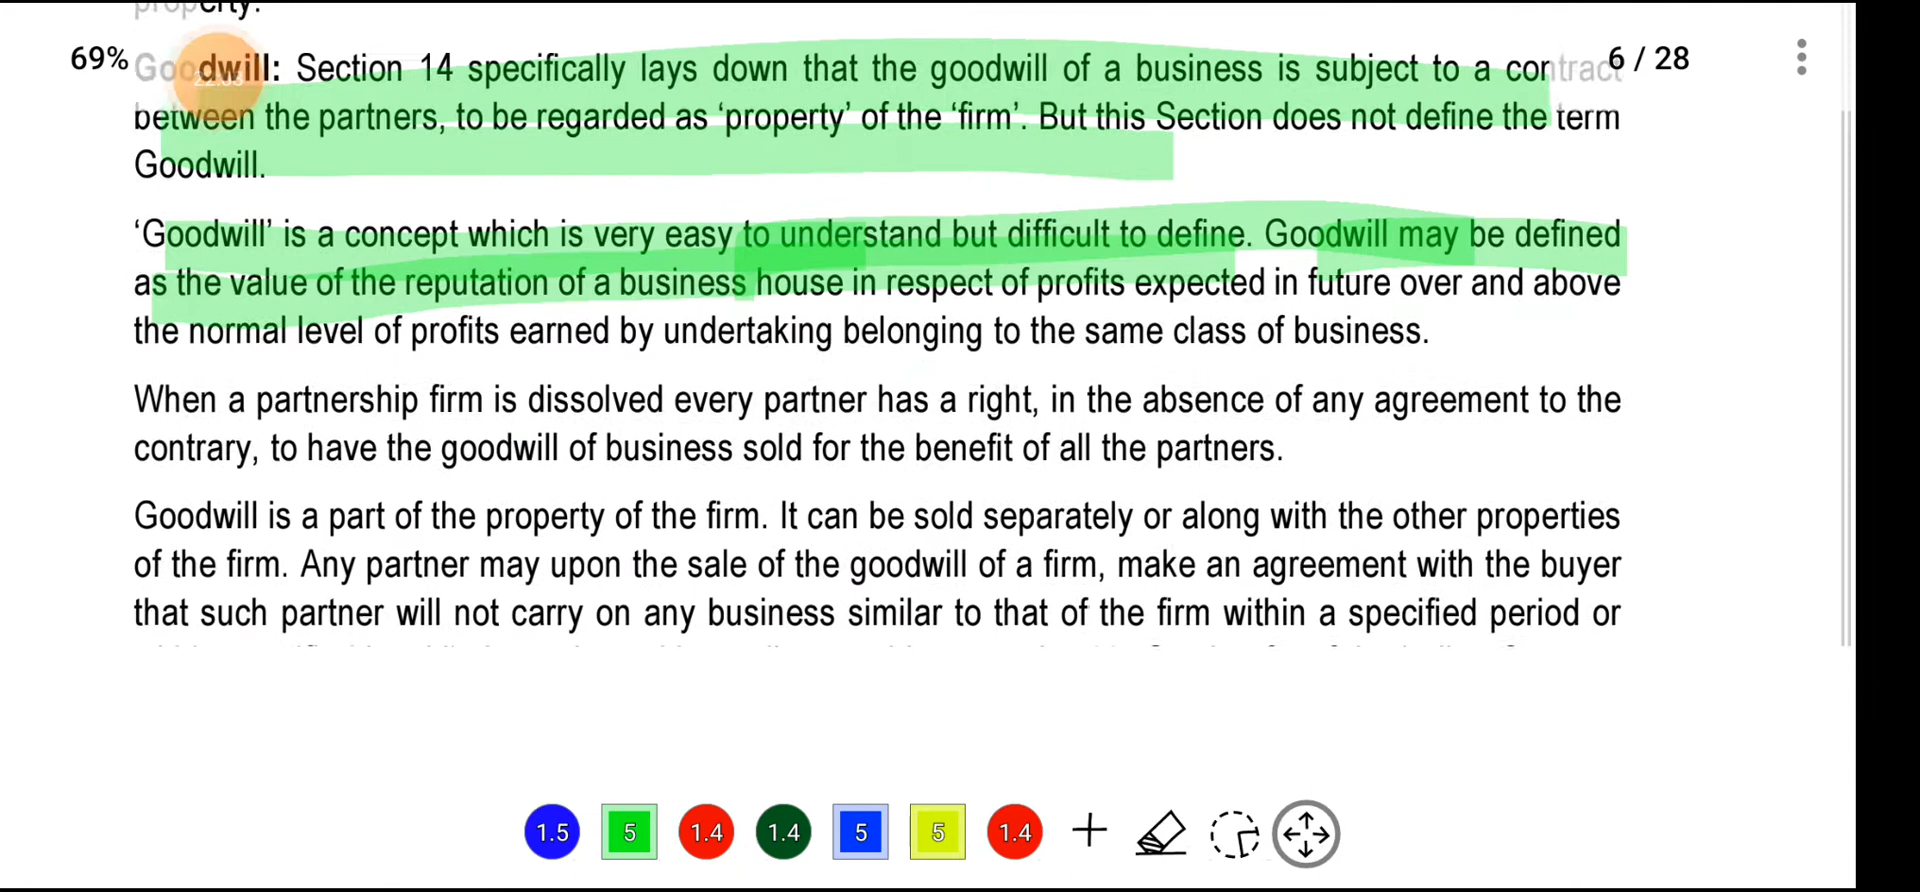 property.
69%
6 / 28
Goodwill: Section 14 specifically lays down that the goodwill of a business is subject to a contract
between the partners, to be regarded as ‘property’ of the ‘firm’. But this Section does not define the term
Goodwill.
‘Goodwill’ is a concept which is very easy to understand but difficult to define. Goodwill may be defined
as the value of the reputation of a business house in respect of profits expected in future over and above
the normal level of profits earned by undertaking belonging to the same class of business.
When a partnership firm is dissolved every partner has a right, in the absence of any agreement to the
contrary, to have the goodwill of business sold for the benefit of all the partners.
Goodwill is a part of the property of the firm. It can be sold separately or along with the other properties
of the firm. Any partner may upon the sale of the goodwill of a firm, make an agreement with the buyer
that such partner will not carry on any business similar to that of the firm within a specified period or
1.5 5 1.4 1.4 5 5 1.4